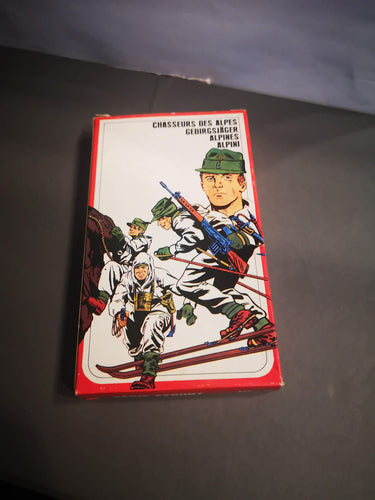 CHASSEURS DES ALPES
GEBIRGSJÄGER
ALPINES
ALPINI